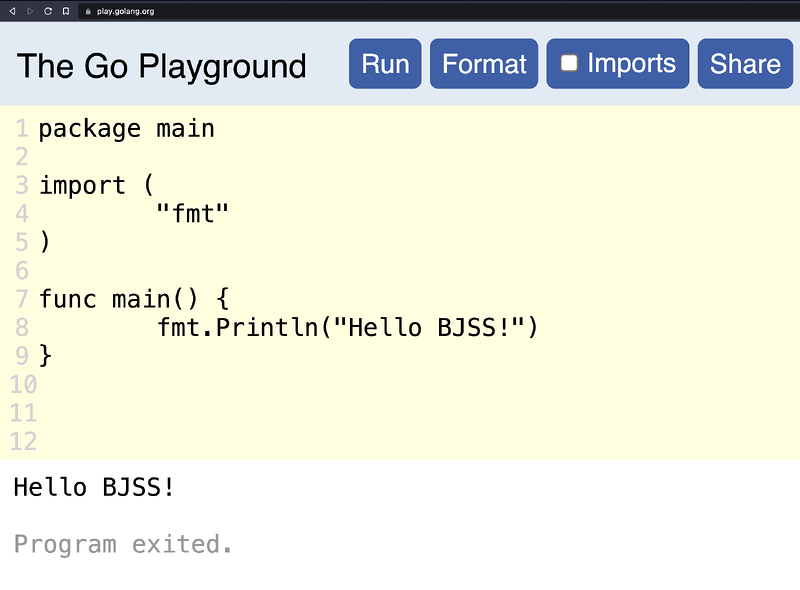 play.golang.org
The Go Playground Run Format Imports Share
1 package main
2
3 import (
4 "fmt"
5 )
6
7 func main() {
8 fmt.Println("Hello BJSS!")
9 }
10
11
12
Hello BJSS!
Program exited.